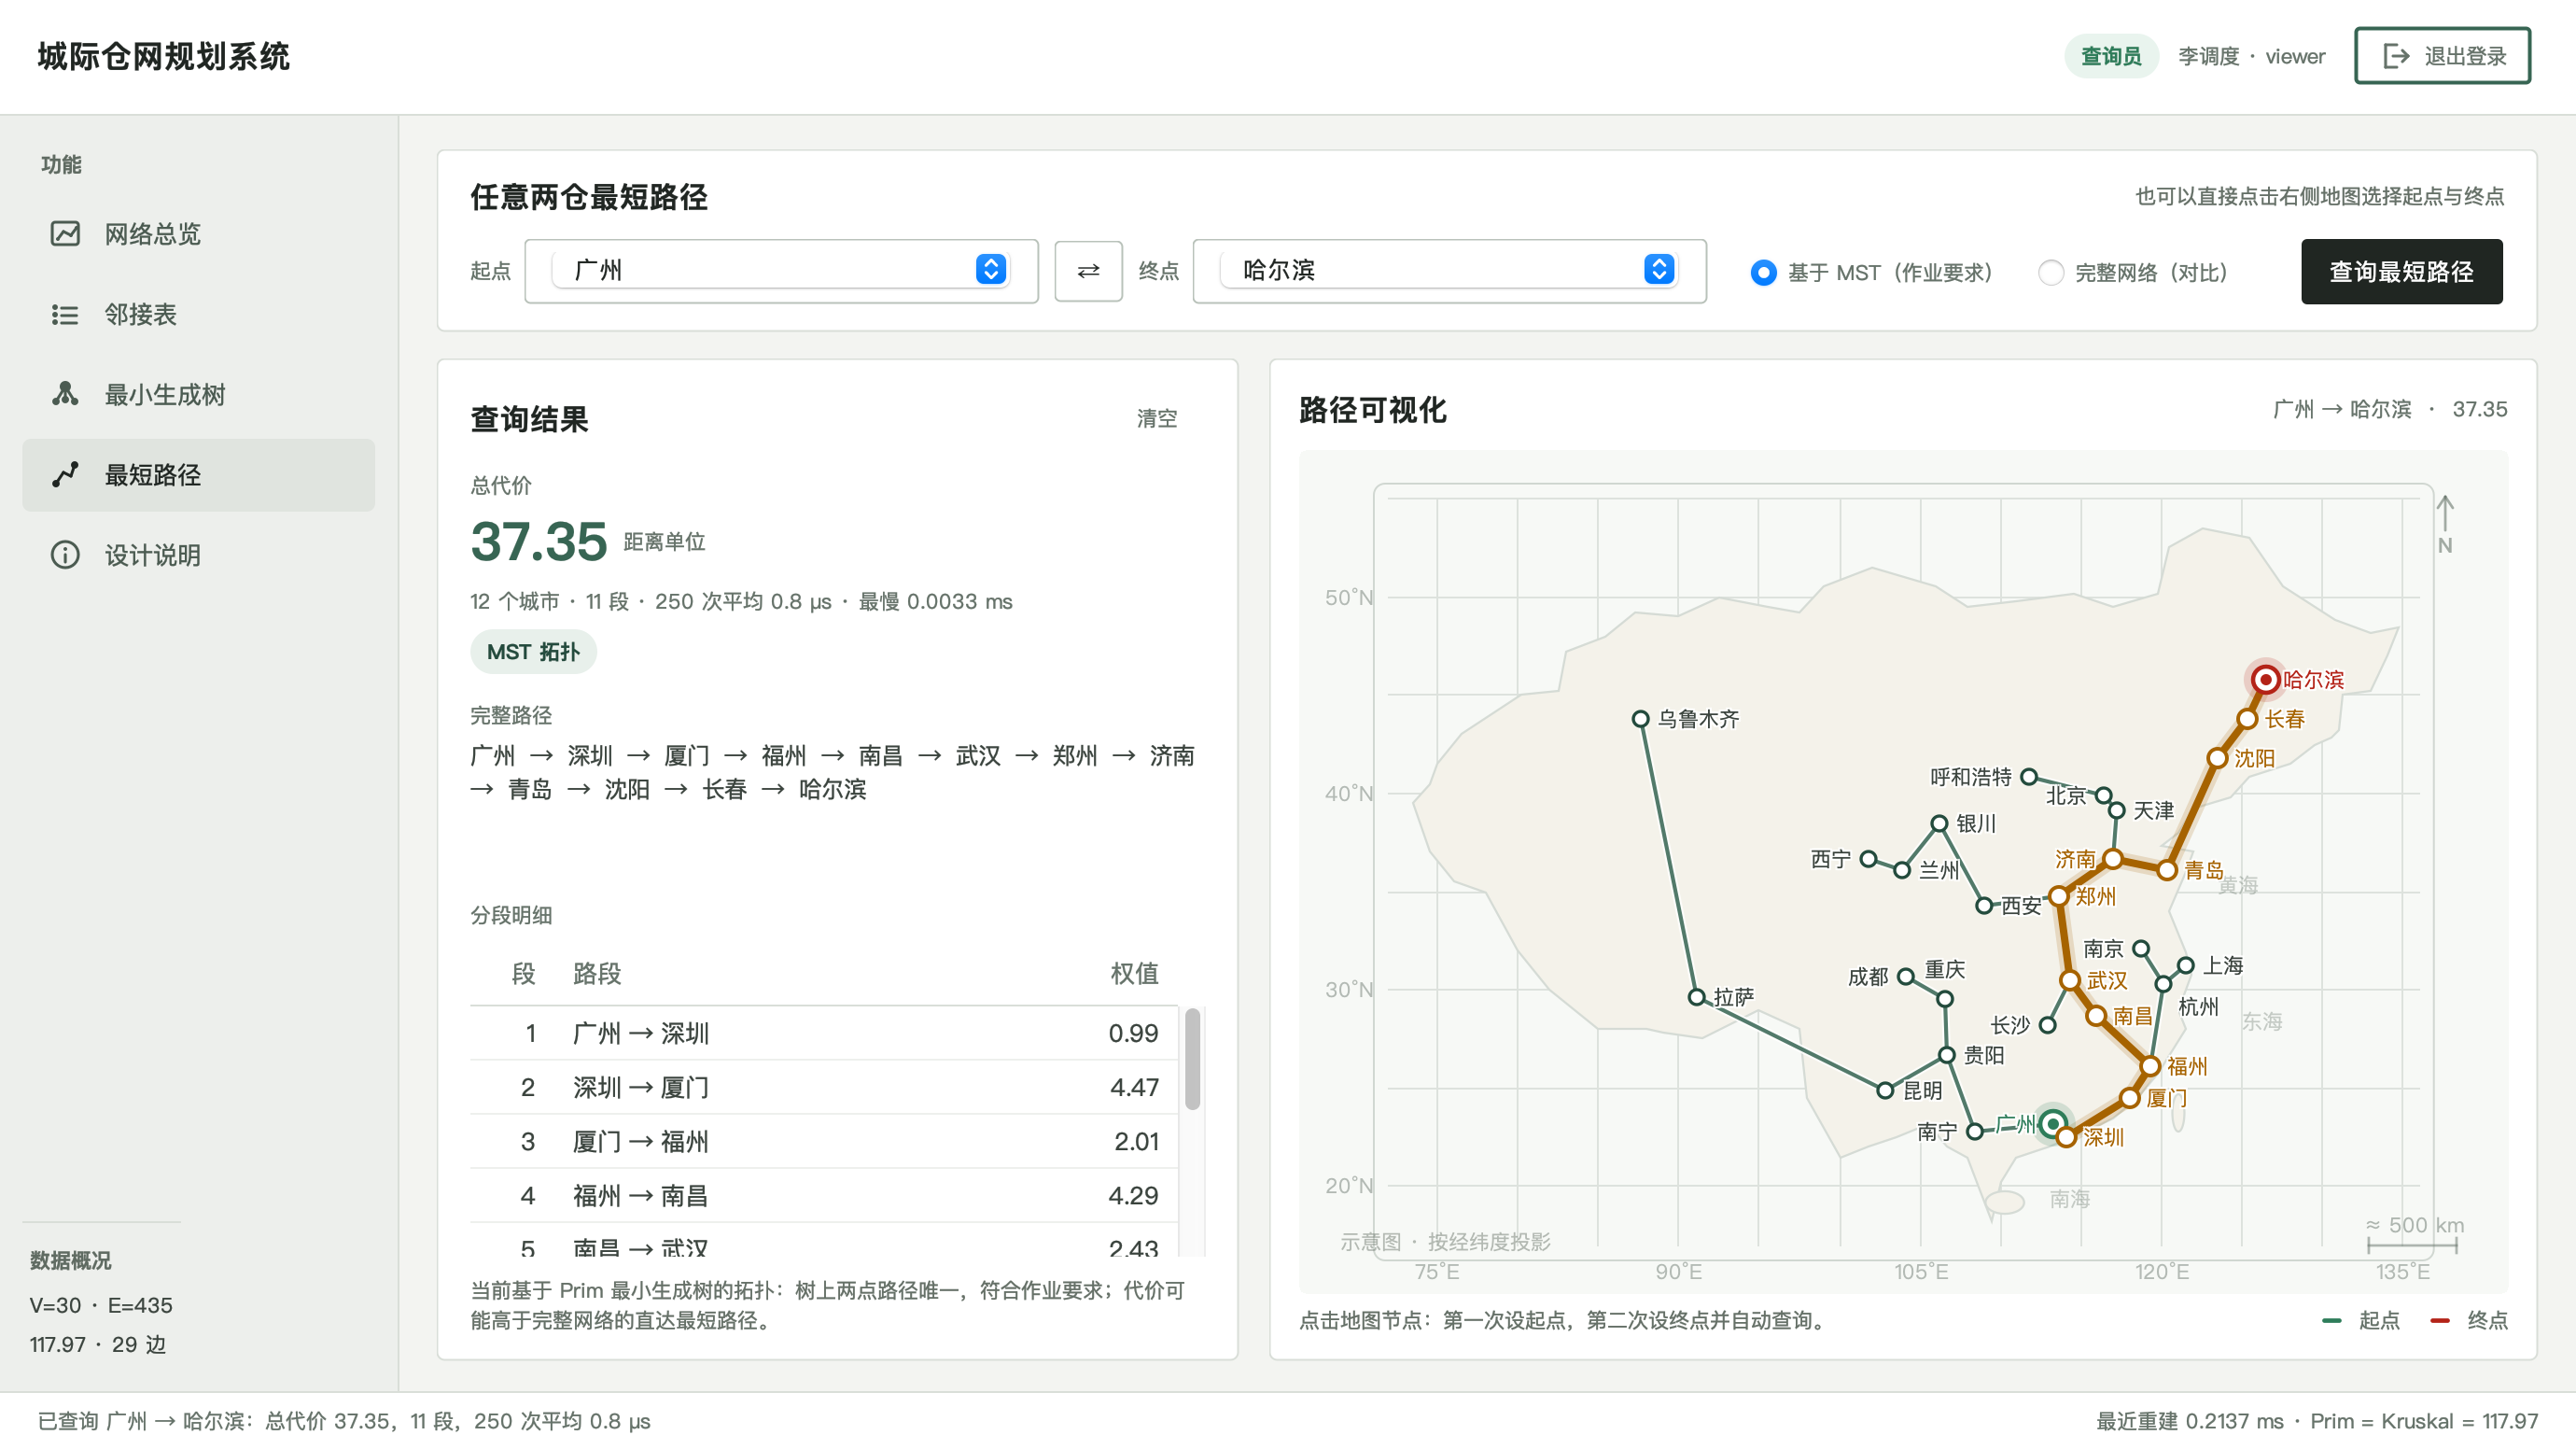 城际仓网规划系统
查询员 李调度 · viewer 退出登录
功能
网络总览
邻接表
最小生成树
最短路径
设计说明
数据概况
V=30 · E=435
117.97 · 29 边
任意两仓最短路径
也可以直接点击右侧地图选择起点与终点
起点 广州 ⇄ 终点 哈尔滨 基于 MST（作业要求） 完整网络（对比） 查询最短路径
查询结果 清空
总代价
37.35 距离单位
12 个城市 · 11 段 · 250 次平均 0.8 μs · 最慢 0.0033 ms
MST 拓扑
完整路径
广州 → 深圳 → 厦门 → 福州 → 南昌 → 武汉 → 郑州 → 济南
→ 青岛 → 沈阳 → 长春 → 哈尔滨
分段明细
段 路段 权值
1 广州 → 深圳 0.99
2 深圳 → 厦门 4.47
3 厦门 → 福州 2.01
4 福州 → 南昌 4.29
5 南昌 → 武汉 2.43
当前基于 Prim 最小生成树的拓扑：树上两点路径唯一，符合作业要求；代价可
能高于完整网络的直达最短路径。
路径可视化 广州 → 哈尔滨 · 37.35
N
50°N
哈尔滨
乌鲁木齐
长春
沈阳
呼和浩特
40°N
北京
天津
银川
西宁
兰州
济南
青岛
黄海
郑州
西安
南京
上海
成都
重庆
武汉
30°N
拉萨
杭州
南昌
长沙
东海
贵阳
福州
昆明
厦门
南宁
广州
深圳
20°N
南海
≈ 500 km
示意图 · 按经纬度投影
75°E 90°E 105°E 120°E 135°E
点击地图节点：第一次设起点，第二次设终点并自动查询。
起点 终点
已查询 广州 → 哈尔滨：总代价 37.35，11 段，250 次平均 0.8 μs
最近重建 0.2137 ms · Prim = Kruskal = 117.97